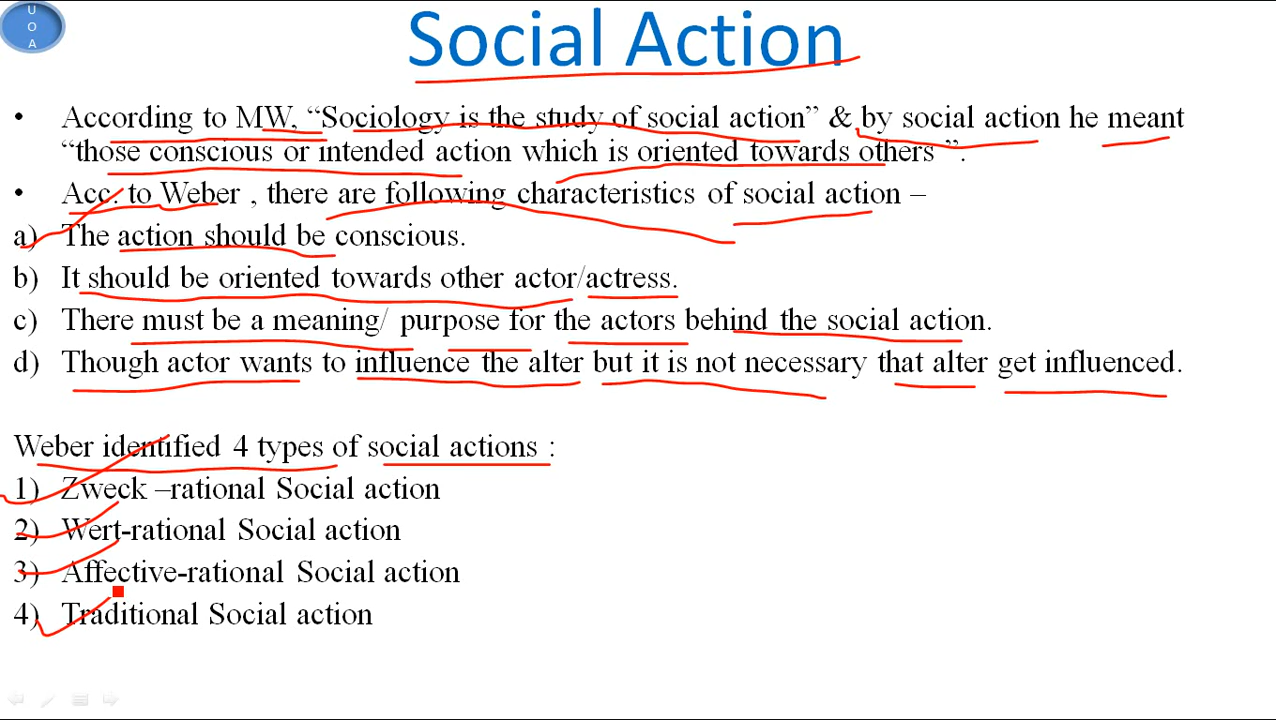 U
O
A
Social Action
• According to MW, “Sociology is the study of social action” & by social action he meant
“those conscious or intended action which is oriented towards others ”.
• Acc. to Weber , there are following characteristics of social action –
a) The action should be conscious.
b) It should be oriented towards other actor/actress.
c) There must be a meaning/ purpose for the actors behind the social action.
d) Though actor wants to influence the alter but it is not necessary that alter get influenced.
Weber identified 4 types of social actions :
1) Zweck –rational Social action
2) Wert-rational Social action
3) Affective-rational Social action
4) Traditional Social action